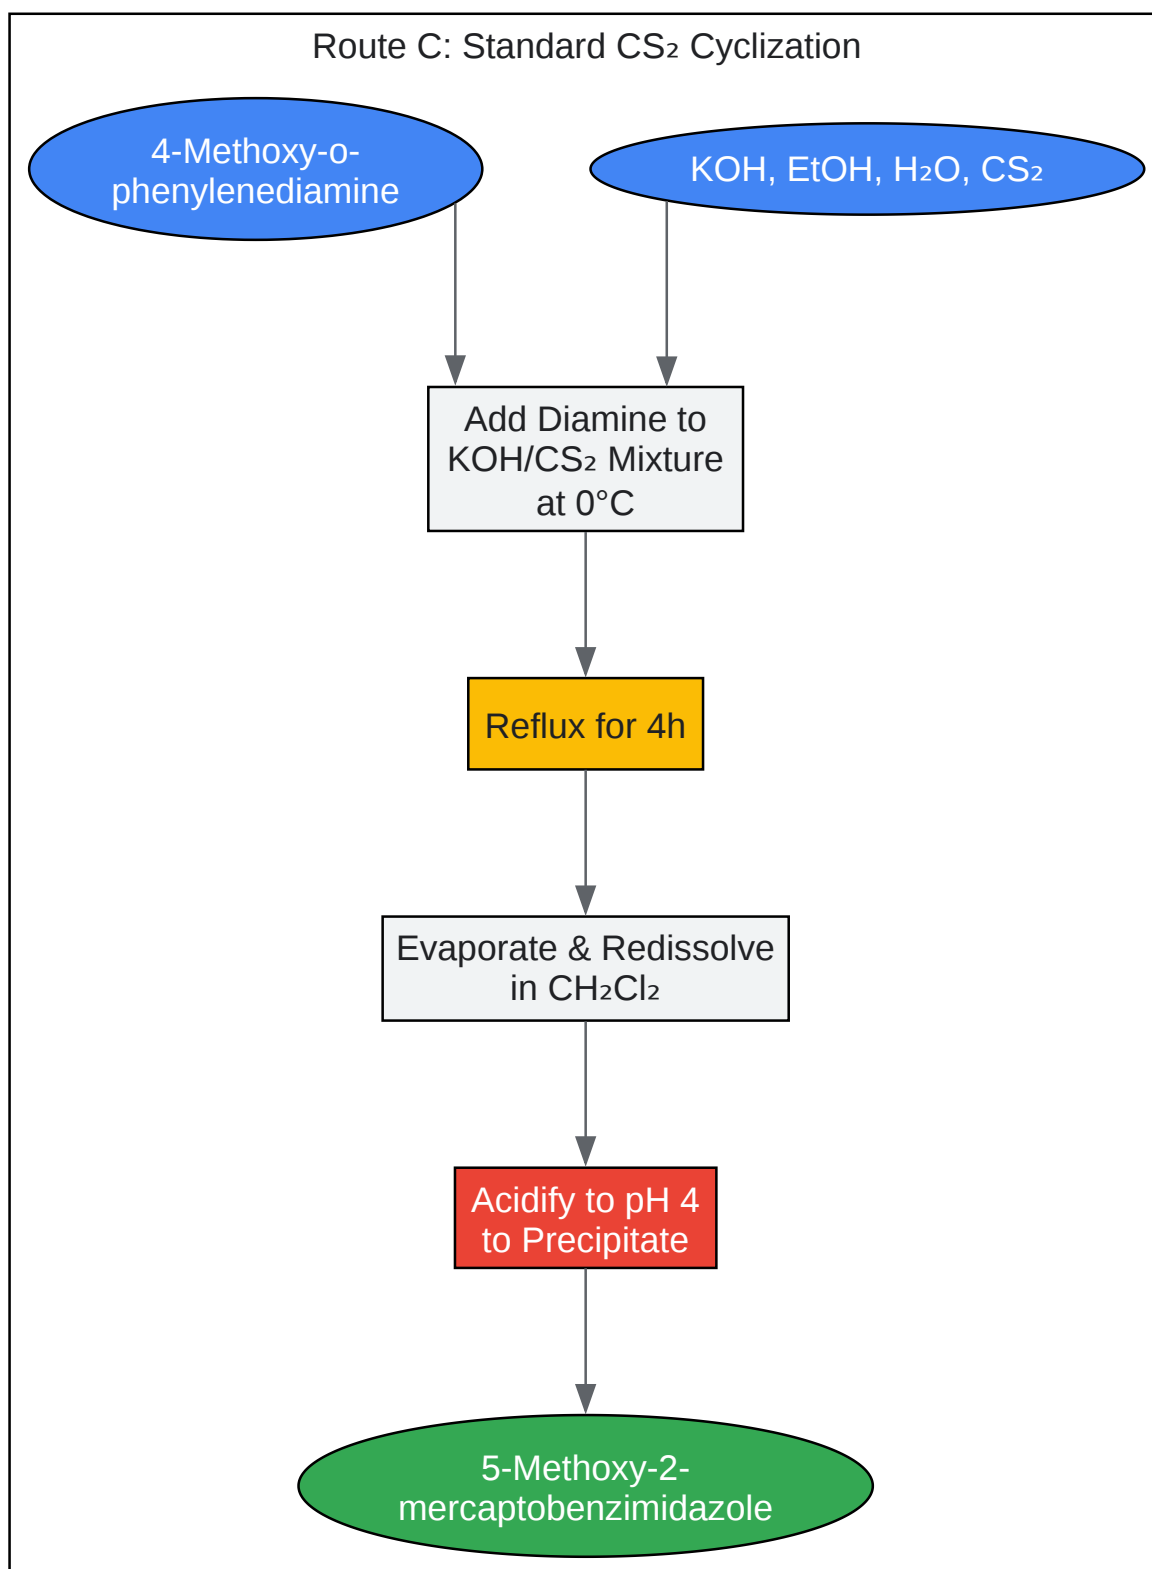 Route C: Standard CS₂ Cyclization
4-Methoxy-o-
phenylenediamine
KOH, EtOH, H₂O, CS₂
Add Diamine to
KOH/CS₂ Mixture
at 0°C
Reflux for 4h
Evaporate & Redissolve
in CH₂Cl₂
Acidify to pH 4
to Precipitate
5-Methoxy-2-
mercaptobenzimidazole